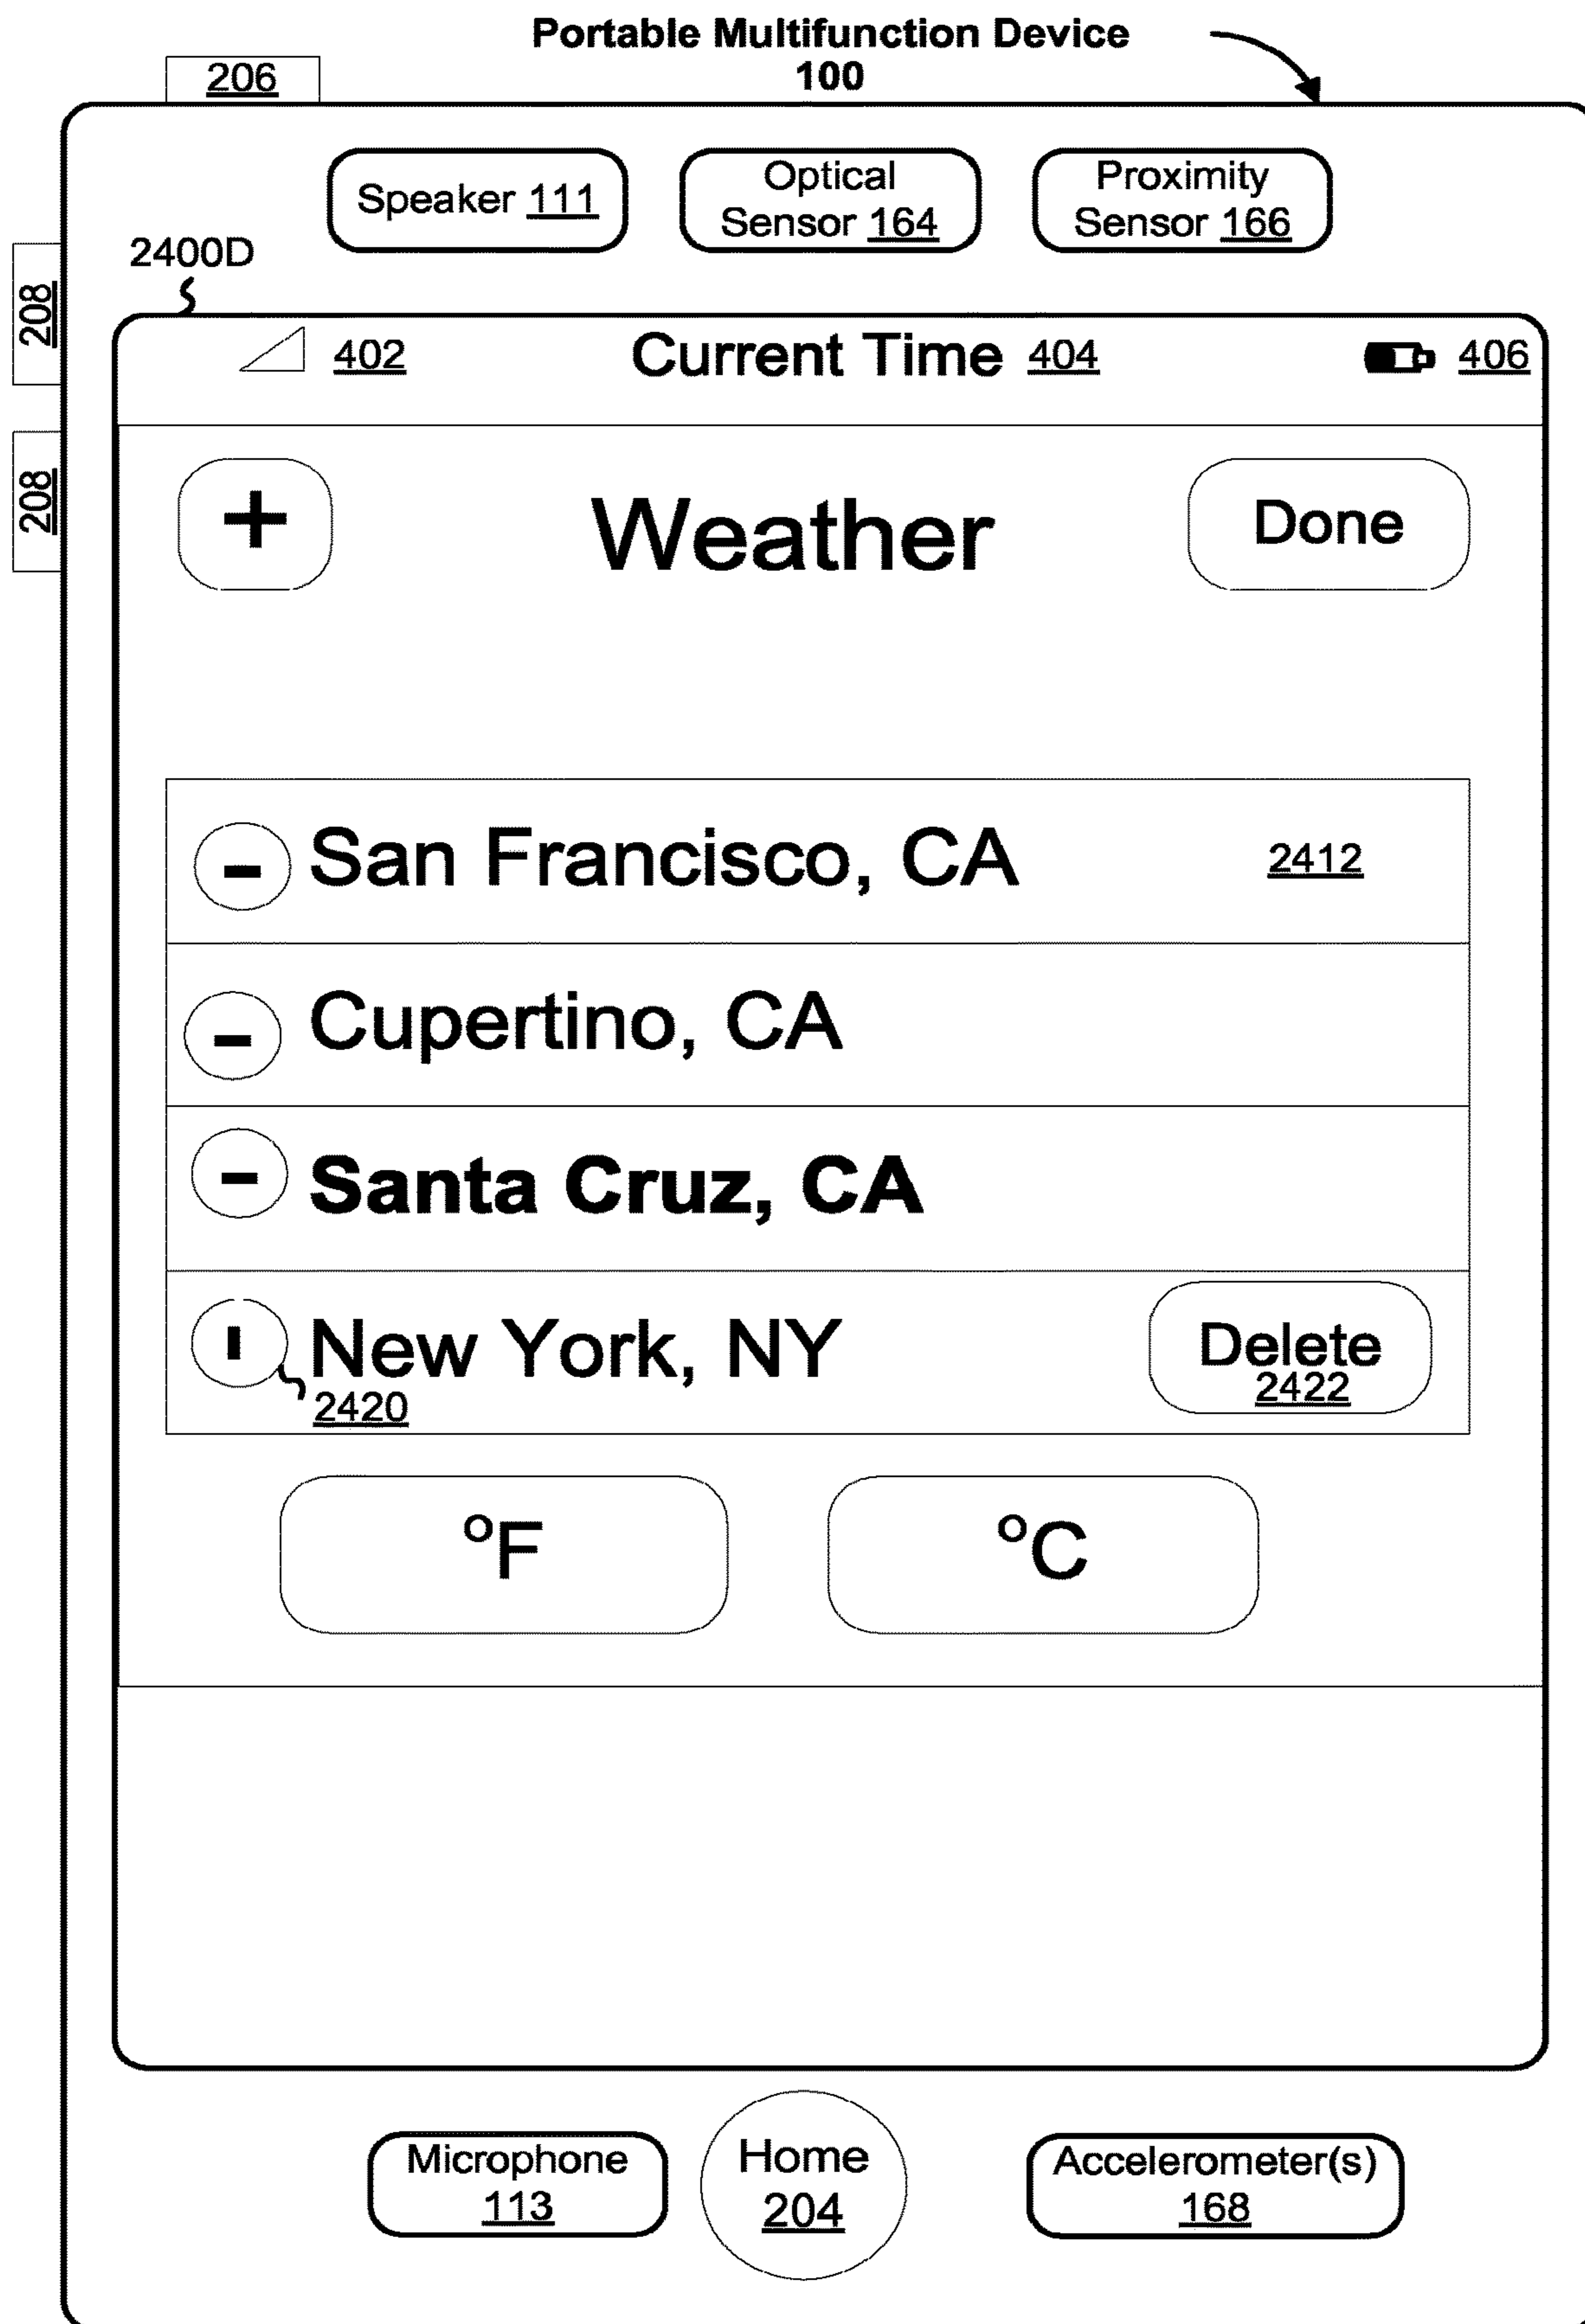 Portable Multifunction Device
100
206
Speaker 111
Optical
Sensor 164
Proximity
Sensor 166
2400D
208
208
402
Current Time 404
406
+
Weather
Done
- San Francisco, CA
2412
- Cupertino, CA
- Santa Cruz, CA
New York, NY
2420
Delete
2422
°F
°C
Microphone
113
Home
204
Accelerometer(s)
168